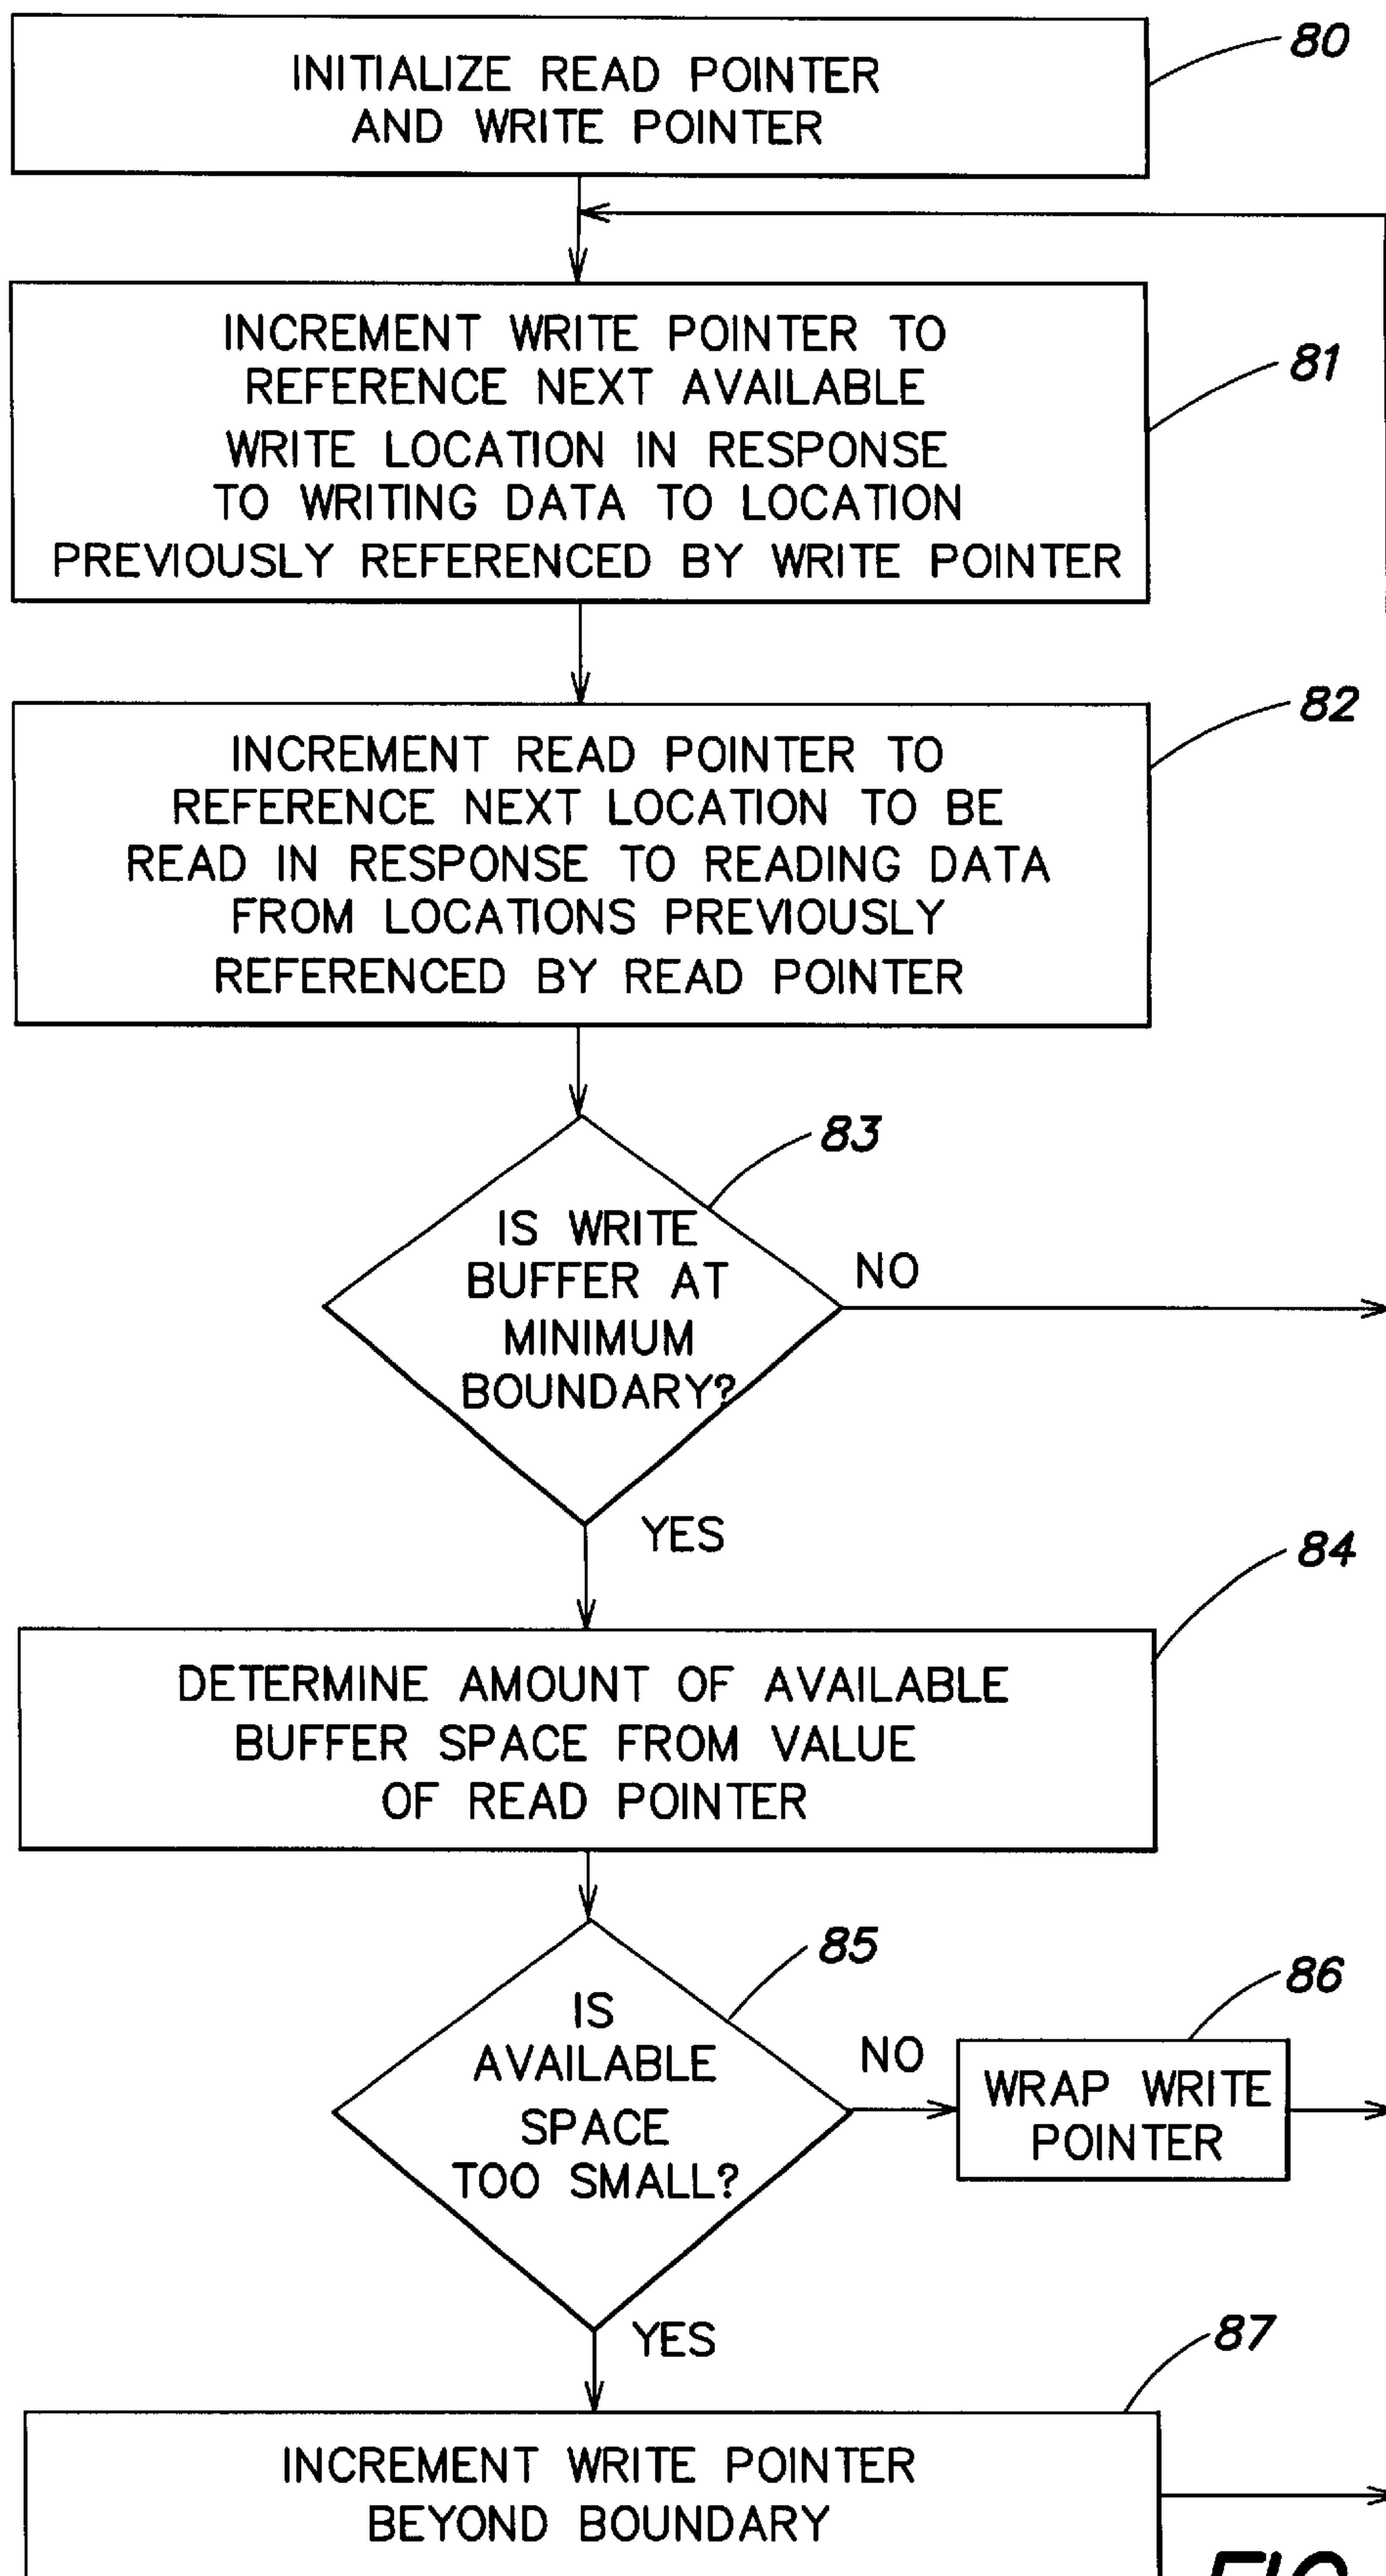 80
INITIALIZE READ POINTER
AND WRITE POINTER
81
INCREMENT WRITE POINTER TO
REFERENCE NEXT AVAILABLE
WRITE LOCATION IN RESPONSE
TO WRITING DATA TO LOCATION
PREVIOUSLY REFERENCED BY WRITE POINTER
82
INCREMENT READ POINTER TO
REFERENCE NEXT LOCATION TO BE
READ IN RESPONSE TO READING DATA
FROM LOCATIONS PREVIOUSLY
REFERENCED BY READ POINTER
83
IS WRITE
BUFFER AT
MINIMUM
BOUNDARY?
NO
YES
84
DETERMINE AMOUNT OF AVAILABLE
BUFFER SPACE FROM VALUE
OF READ POINTER
85
IS
AVAILABLE
SPACE
TOO SMALL?
NO
86
WRAP WRITE
POINTER
YES
87
INCREMENT WRITE POINTER
BEYOND BOUNDARY